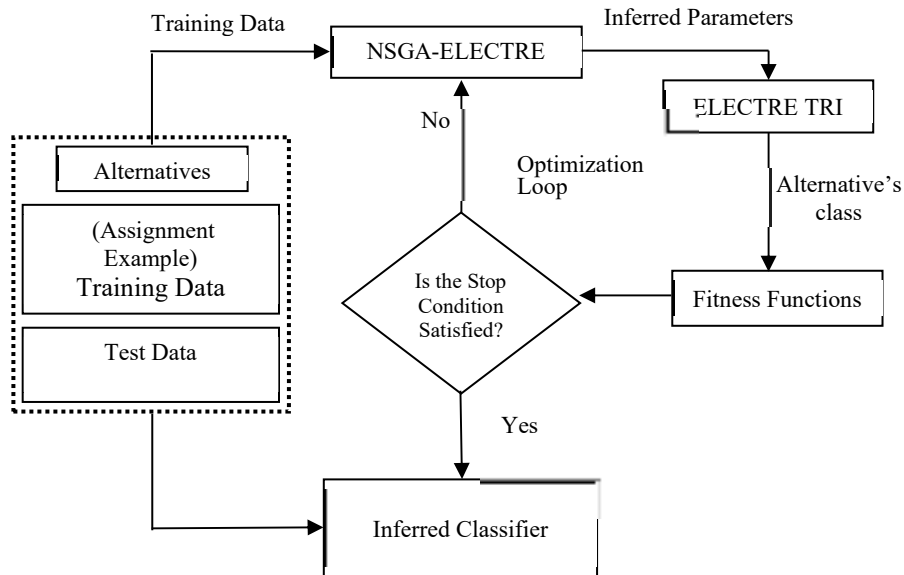 Training Data
Inferred Parameters
NSGA-ELECTRE
ELECTRE TRI
No
Optimization
Loop
Alternative’s
class
Alternatives
(Assignment
Example)
Training Data
Test Data
Is the Stop
Condition
Satisfied?
Fitness Functions
Yes
Inferred Classifier